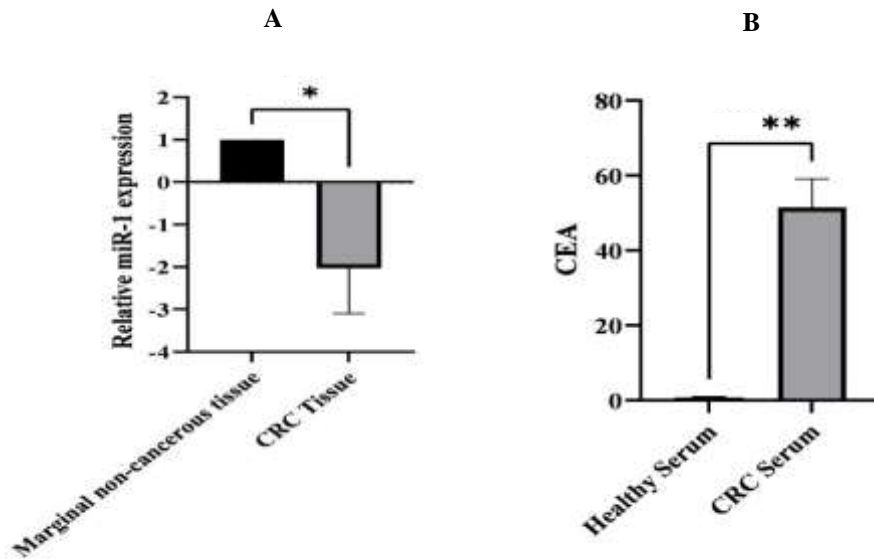 A
Relative miR-1 expression
2
1
0
-1
-2
-3
-4
*
Marginal non-cancerous tissue
CRC Tissue
B
CEA
80
60
40
20
0
**
Healthy Serum
CRC Serum